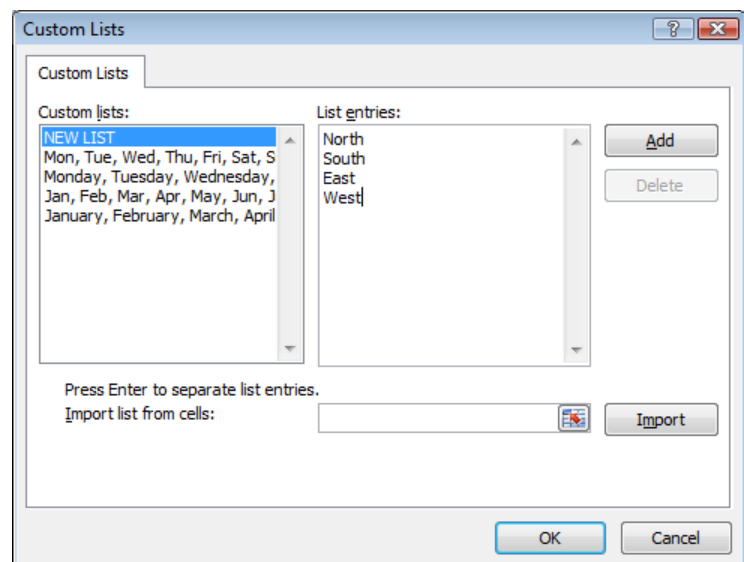 Custom Lists
Custom Lists
Custom lists:
NEW LIST
Mon, Tue, Wed, Thu, Fri, Sat, S
Monday, Tuesday, Wednesday,
Jan, Feb, Mar, Apr, May, Jun, J
January, February, March, April
List entries:
North
South
East
West
Add
Delete
Press Enter to separate list entries.
Import list from cells:
Import
OK
Cancel